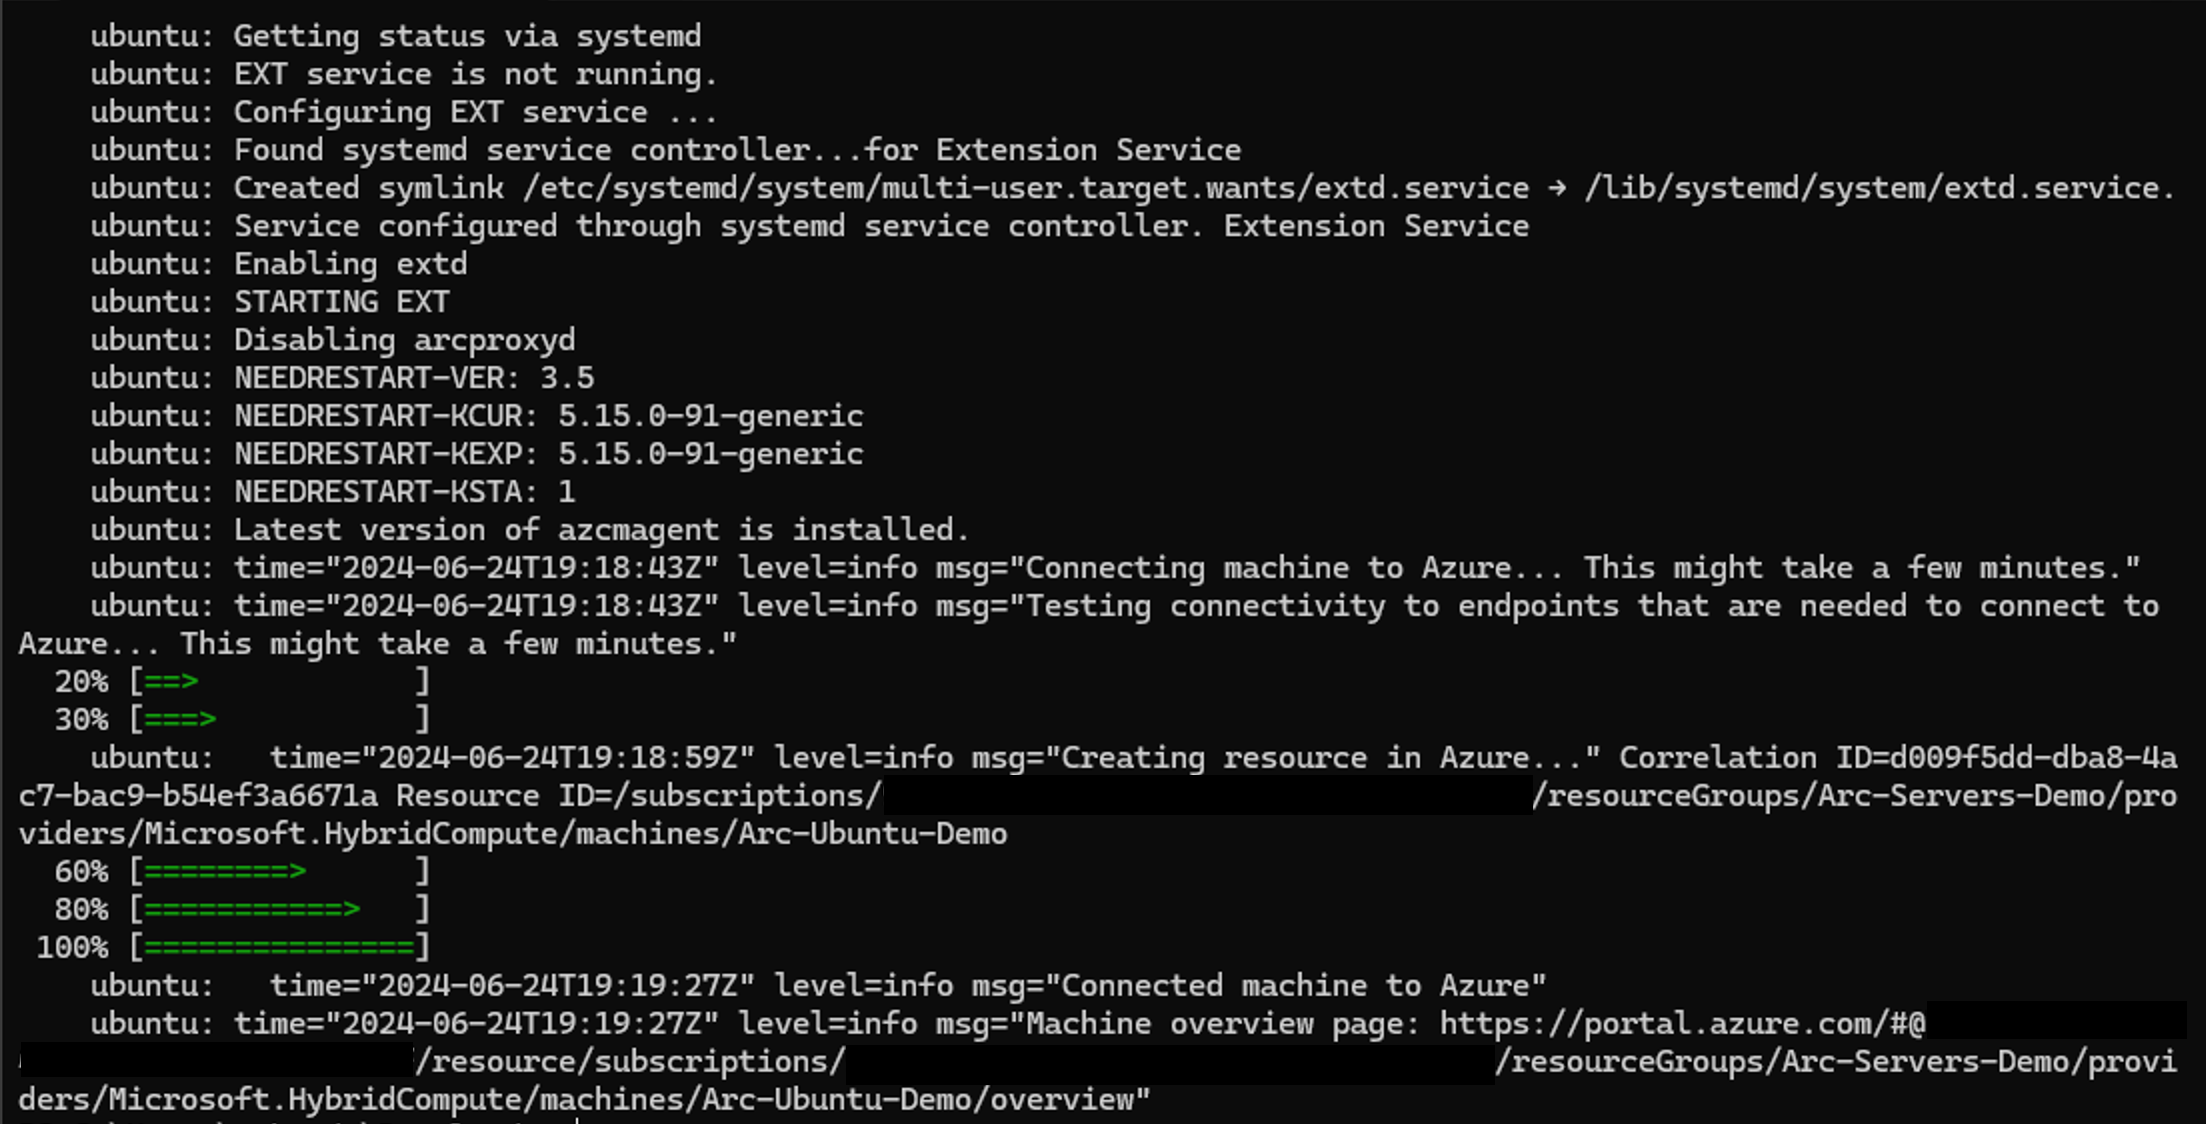 ubuntu: Getting status via systemd
ubuntu: EXT service is not running.
ubuntu: Configuring EXT service ...
ubuntu: Found systemd service controller...for Extension Service
ubuntu: Created symlink /etc/systemd/system/multi-user.target.wants/extd.service → /lib/systemd/system/extd.service.
ubuntu: Service configured through systemd service controller. Extension Service
ubuntu: Enabling extd
ubuntu: STARTING EXT
ubuntu: Disabling arcproxyd
ubuntu: NEEDRESTART-VER: 3.5
ubuntu: NEEDRESTART-KCUR: 5.15.0-91-generic
ubuntu: NEEDRESTART-KEXP: 5.15.0-91-generic
ubuntu: NEEDRESTART-KSTA: 1
ubuntu: Latest version of azcmagent is installed.
ubuntu: time="2024-06-24T19:18:43Z" level=info msg="Connecting machine to Azure... This might take a few minutes."
ubuntu: time="2024-06-24T19:18:43Z" level=info msg="Testing connectivity to endpoints that are needed to connect to
Azure... This might take a few minutes."
20% [==>            ]
30% [===>           ]
ubuntu:   time="2024-06-24T19:18:59Z" level=info msg="Creating resource in Azure..." Correlation ID=d009f5dd-dba8-4a
c7-bac9-b54ef3a6671a Resource ID=/subscriptions/ /resourceGroups/Arc-Servers-Demo/pro
viders/Microsoft.HybridCompute/machines/Arc-Ubuntu-Demo
60% [========>      ]
80% [===========>   ]
100% [===============]
ubuntu:   time="2024-06-24T19:19:27Z" level=info msg="Connected machine to Azure"
ubuntu: time="2024-06-24T19:19:27Z" level=info msg="Machine overview page: https://portal.azure.com/#@
/resource/subscriptions/ /resourceGroups/Arc-Servers-Demo/provi
ders/Microsoft.HybridCompute/machines/Arc-Ubuntu-Demo/overview"